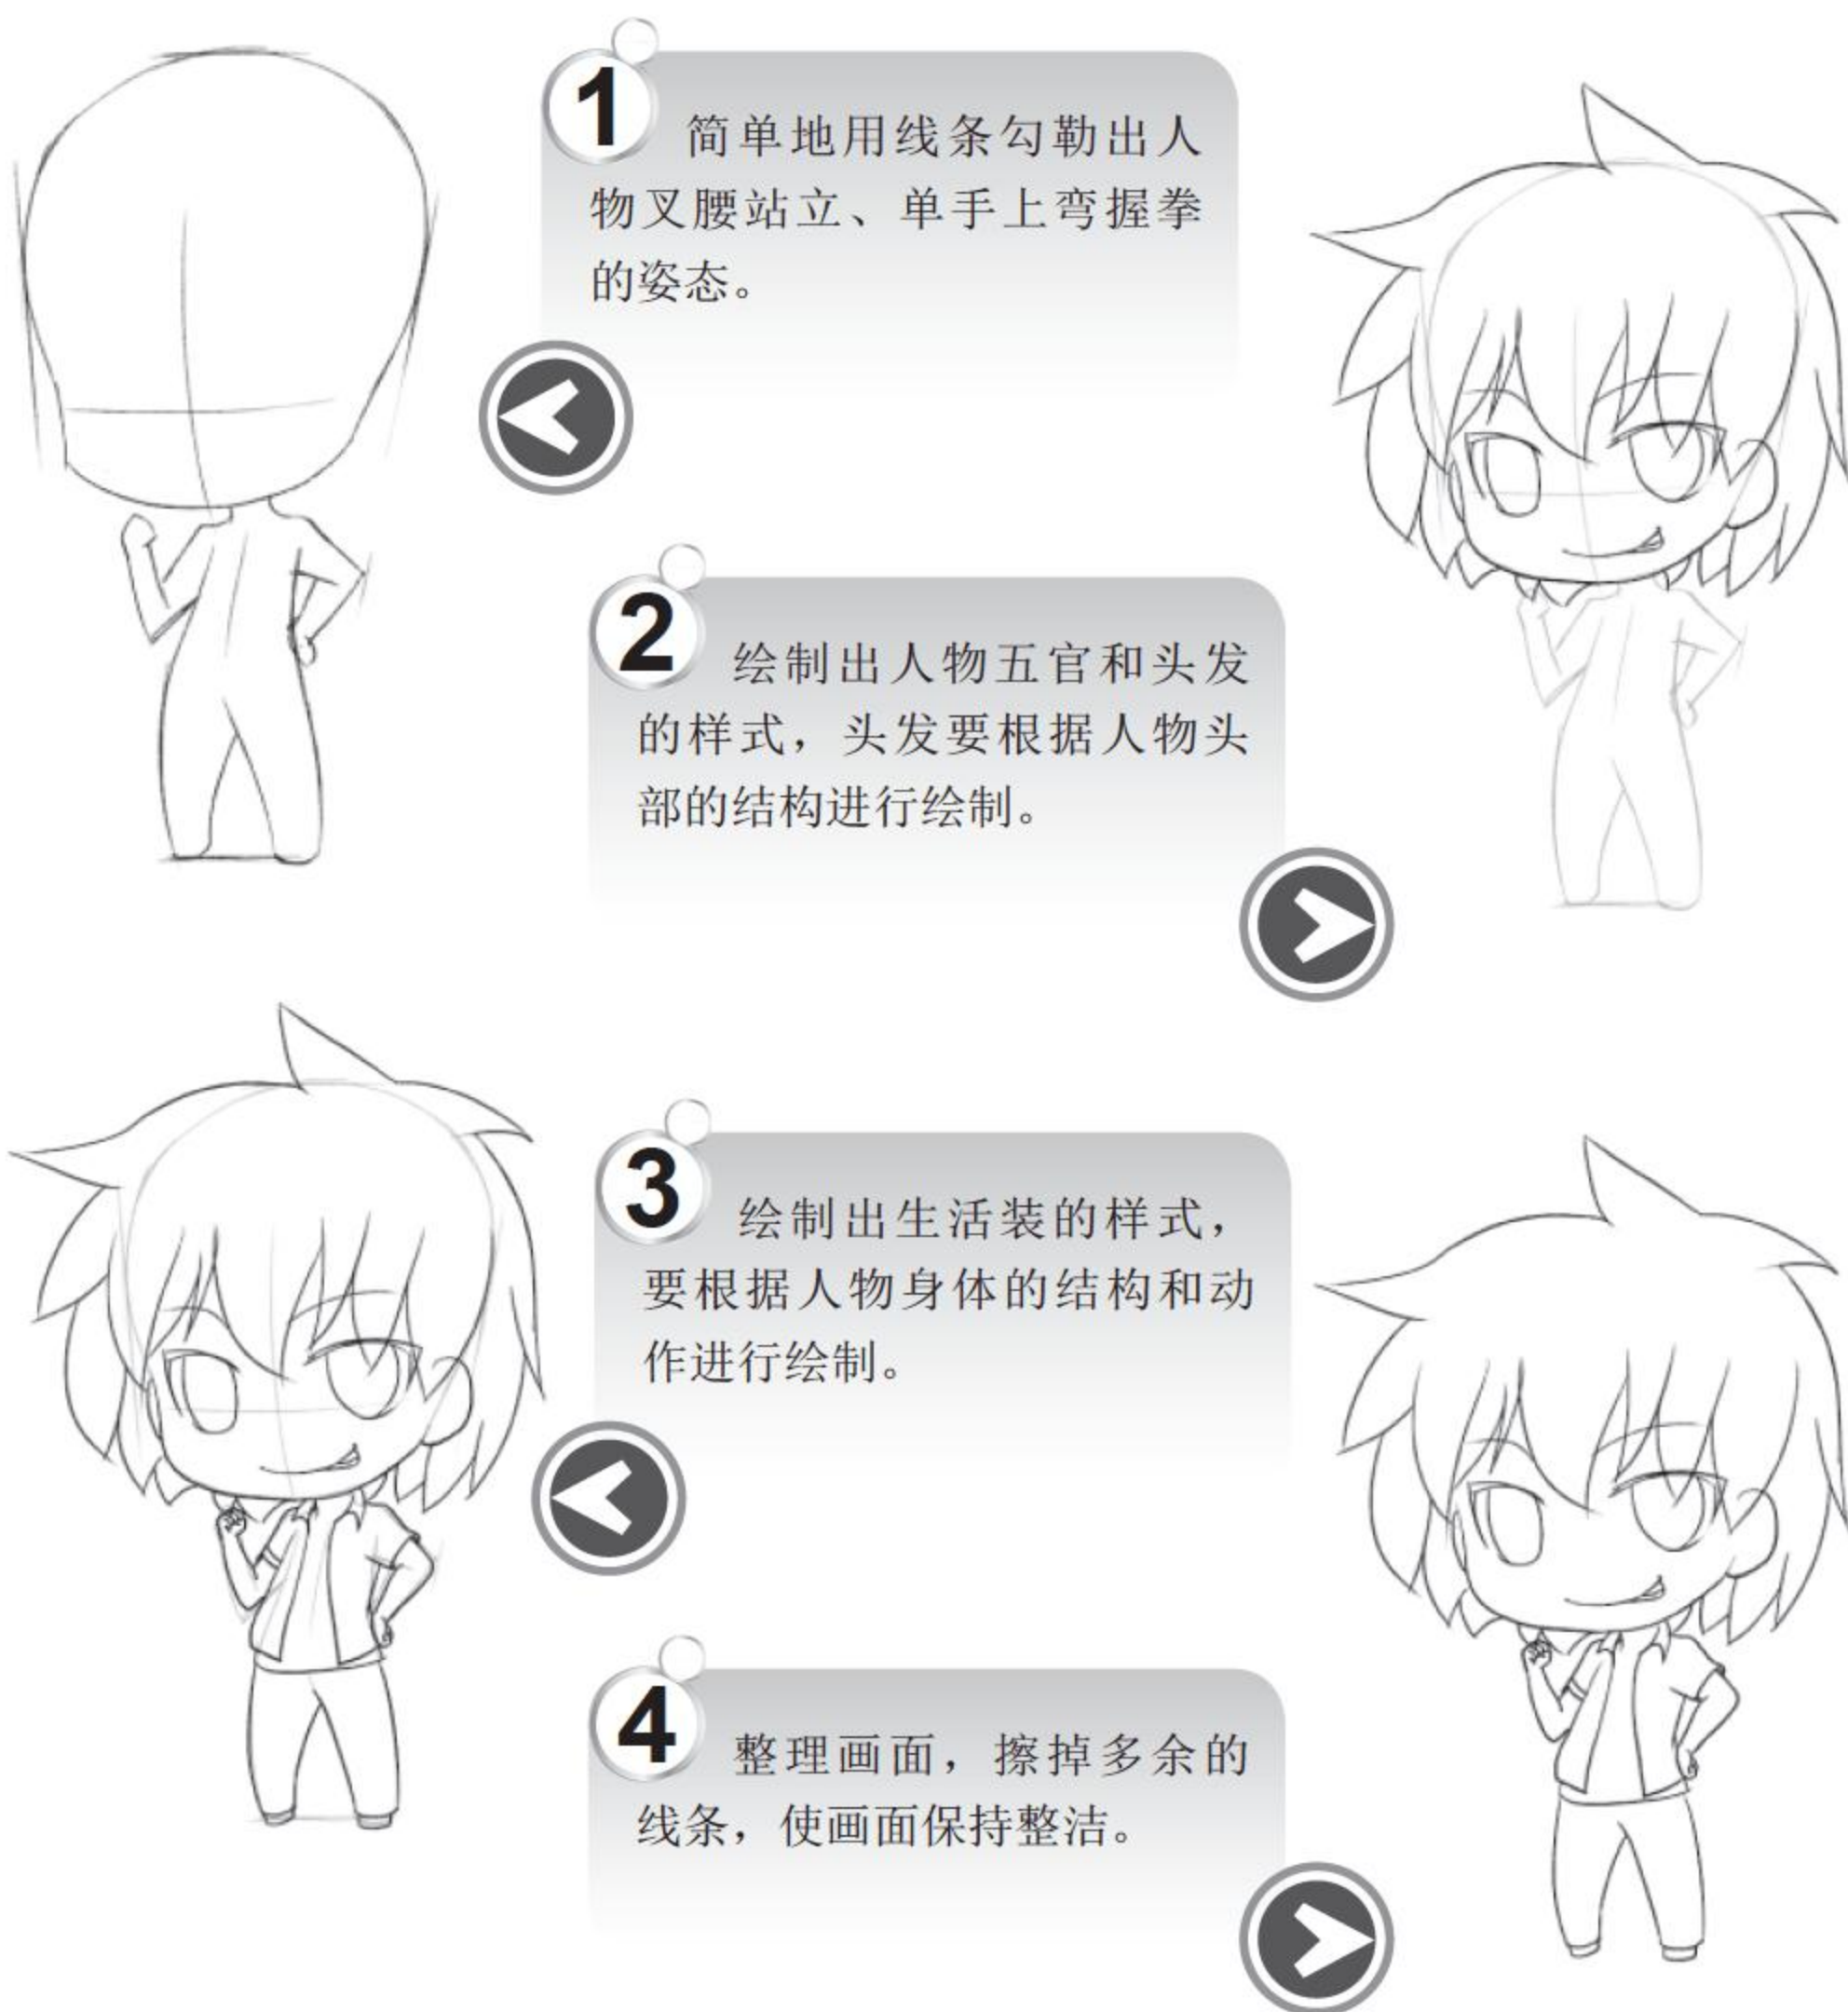 1
简单地用线条勾勒出人
物叉腰站立、单手上弯握拳
的姿态。
2
绘制出人物五官和头发
的样式，头发要根据人物头
部的结构进行绘制。
3
绘制出生活装的样式，
要根据人物身体的结构和动
作进行绘制。
4
整理画面，擦掉多余的
线条，使画面保持整洁。